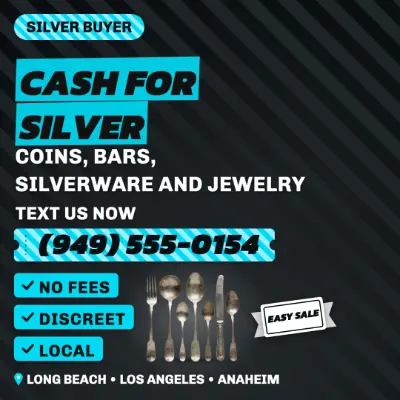 SILVER BUYER
CASH FOR
SILVER
COINS, BARS,
SILVERWARE AND JEWELRY
TEXT US NOW
(949) 555-0154
NO FEES
DISCREET
LOCAL
EASY SALE
LONG BEACH • LOS ANGELES • ANAHEIM